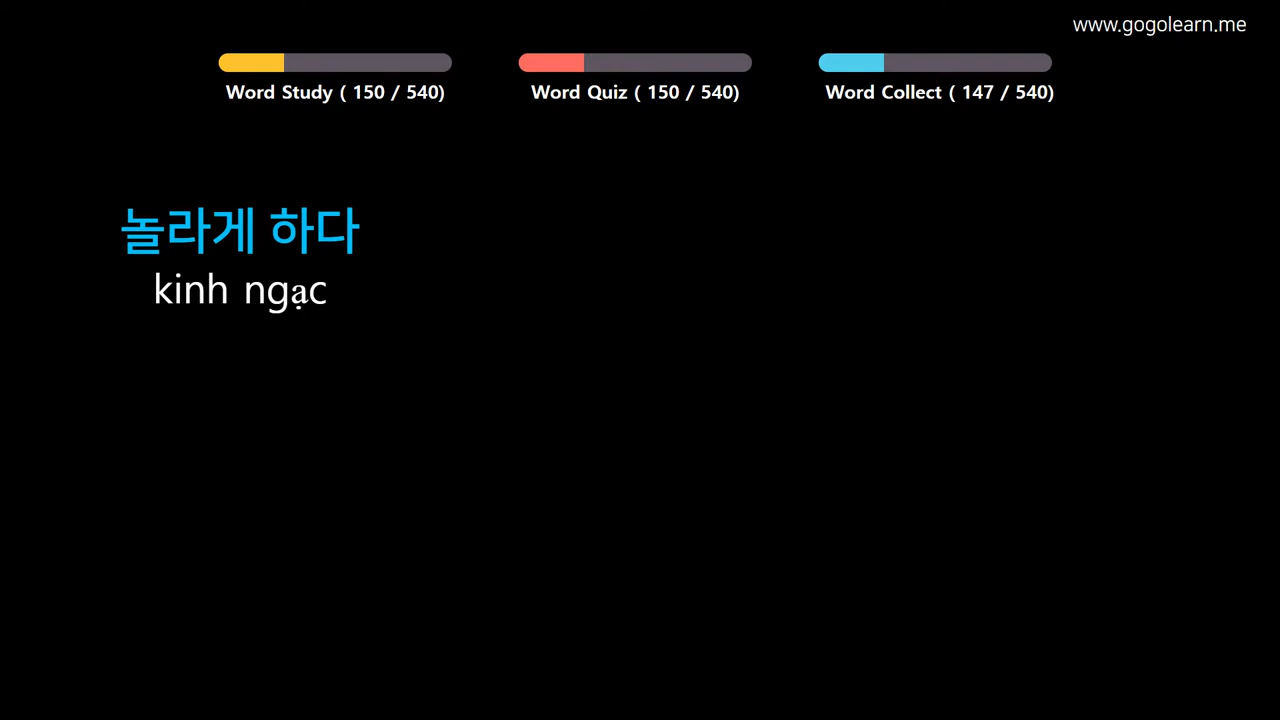 www.gogolearn.me
Word Study ( 150 / 540)
Word Quiz ( 150 / 540)
Word Collect ( 147 / 540)
놀라게 하다
kinh ngạc